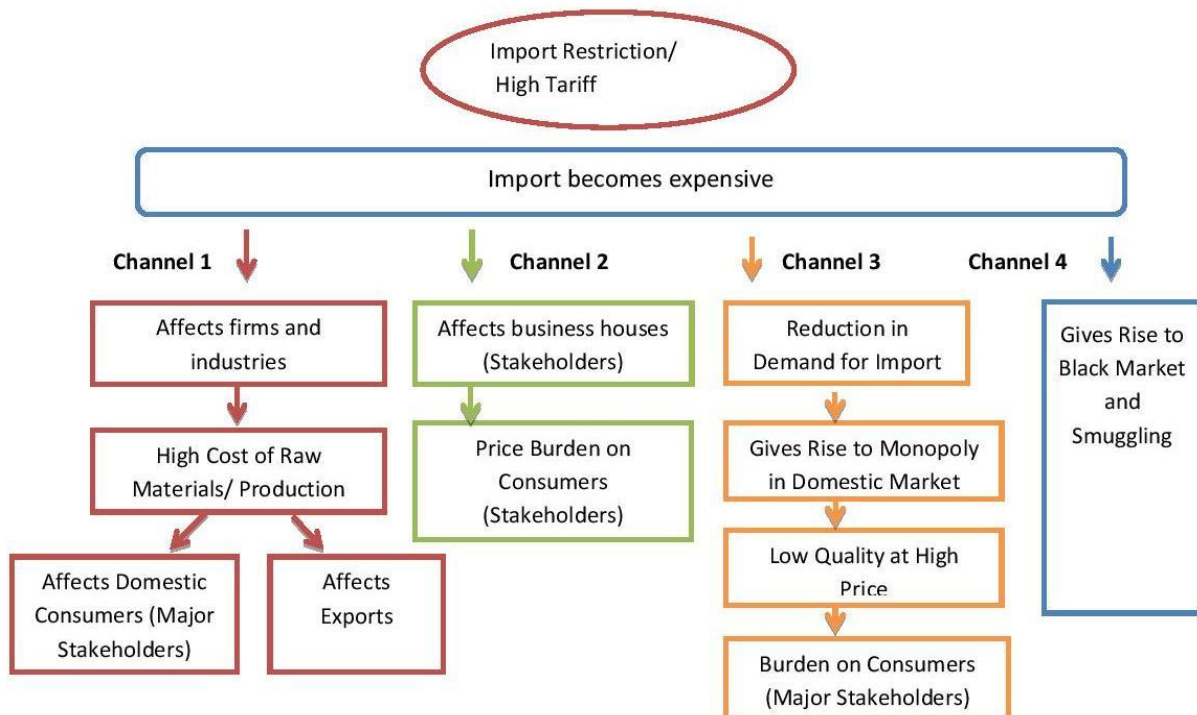 Import Restriction/
High Tariff
Import becomes expensive
Channel 1
Affects firms and
industries
High Cost of Raw
Materials/ Production
Affects Domestic
Consumers (Major
Stakeholders)
Affects
Exports
Channel 2
Affects business houses
(Stakeholders)
Price Burden on
Consumers
(Stakeholders)
Channel 3
Reduction in
Demand for Import
Gives Rise to Monopoly
in Domestic Market
Low Quality at High
Price
Burden on Consumers
(Major Stakeholders)
Channel 4
Gives Rise to
Black Market
and
Smuggling